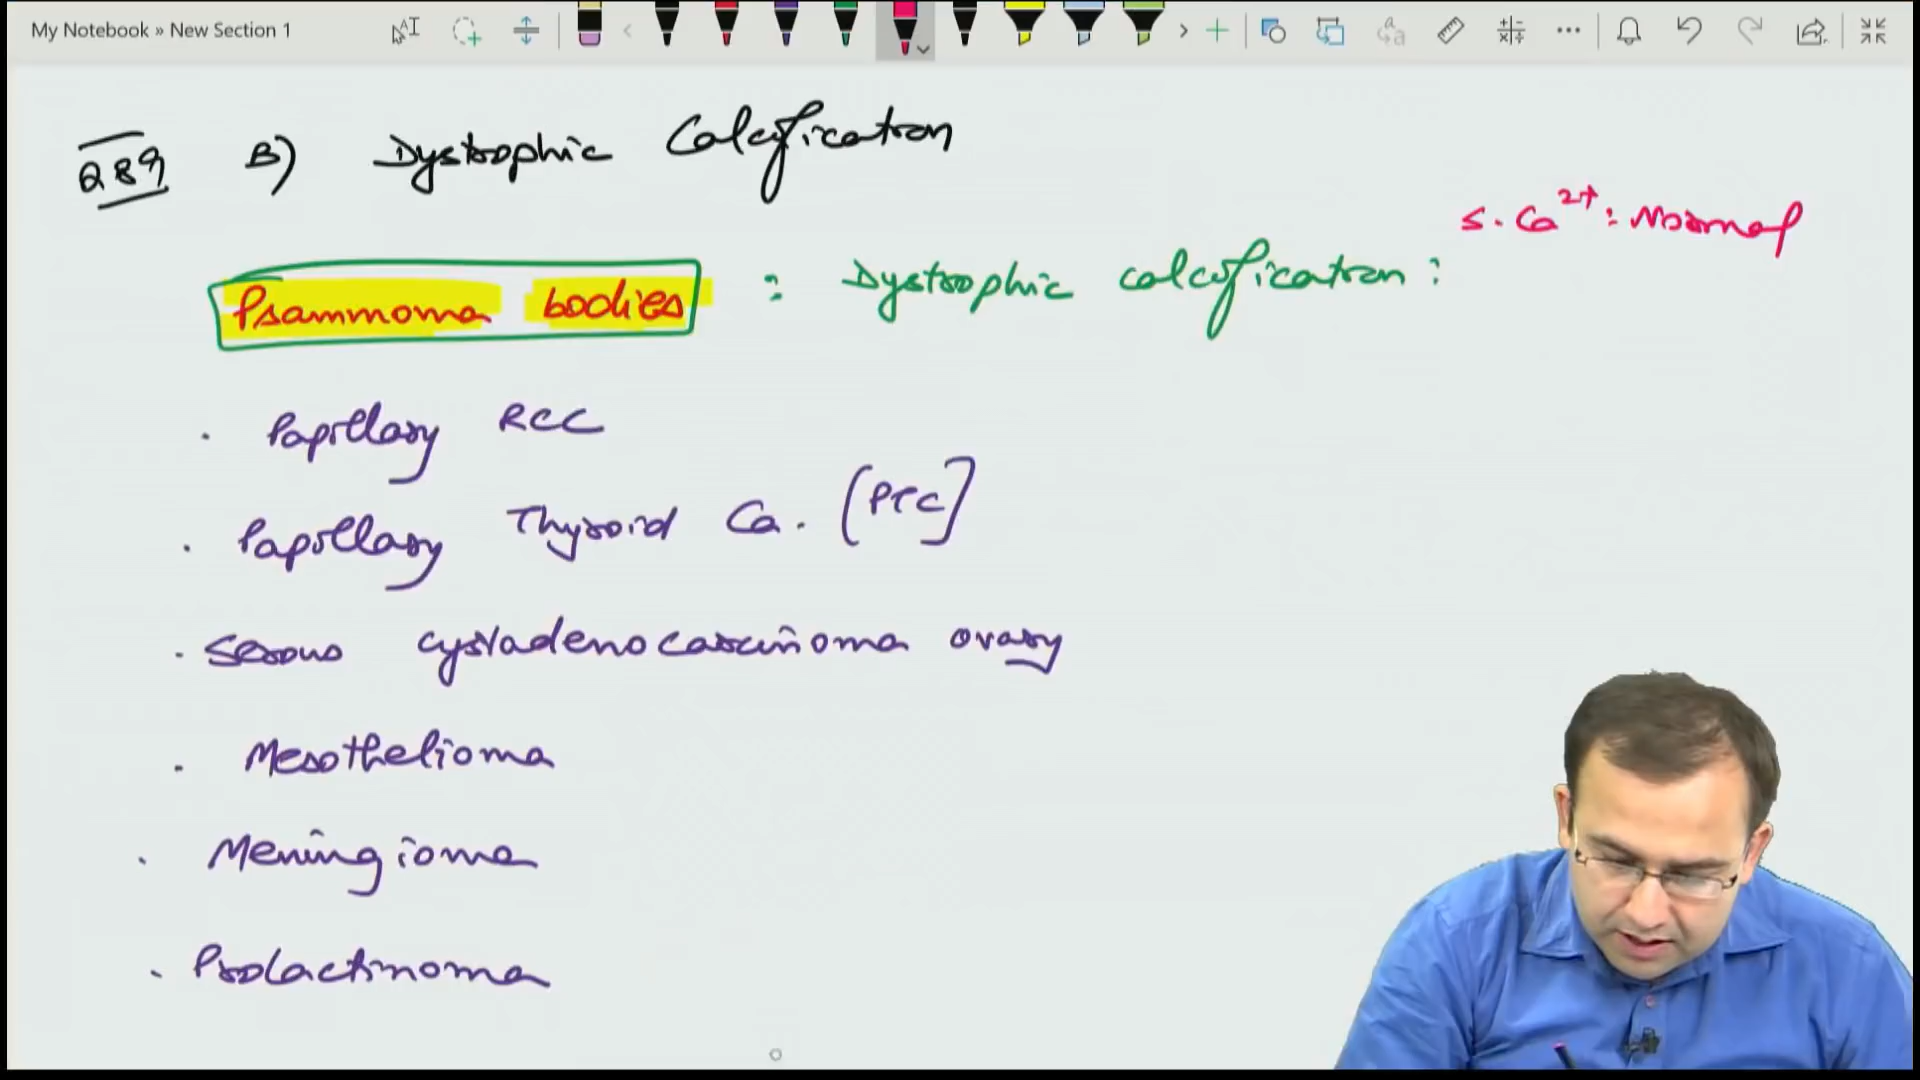 My Notebook » New Section 1
Q89 B) Dystrophic Calcification
S. Ca2+ : Normal
Psammoma bodies : Dystrophic calcification :
. Papillary RCC
. Papillary Thyroid Ca. [PTC]
. Serous cystadenocarcinoma ovary
. Mesothelioma
. Meningioma
. Prolactinoma